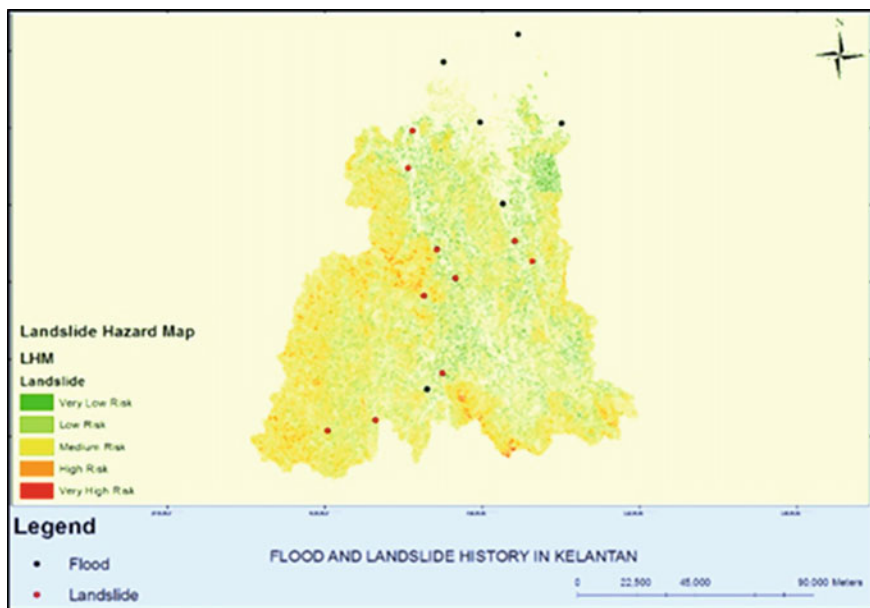 N
Landslide Hazard Map
LHM
Landslide
Very Low Risk
Low Risk
Medium Risk
High Risk
Very High Risk
Legend
Flood
Landslide
FLOOD AND LANDSLIDE HISTORY IN KELANTAN
0 22,500 45,000 90,000 Meters